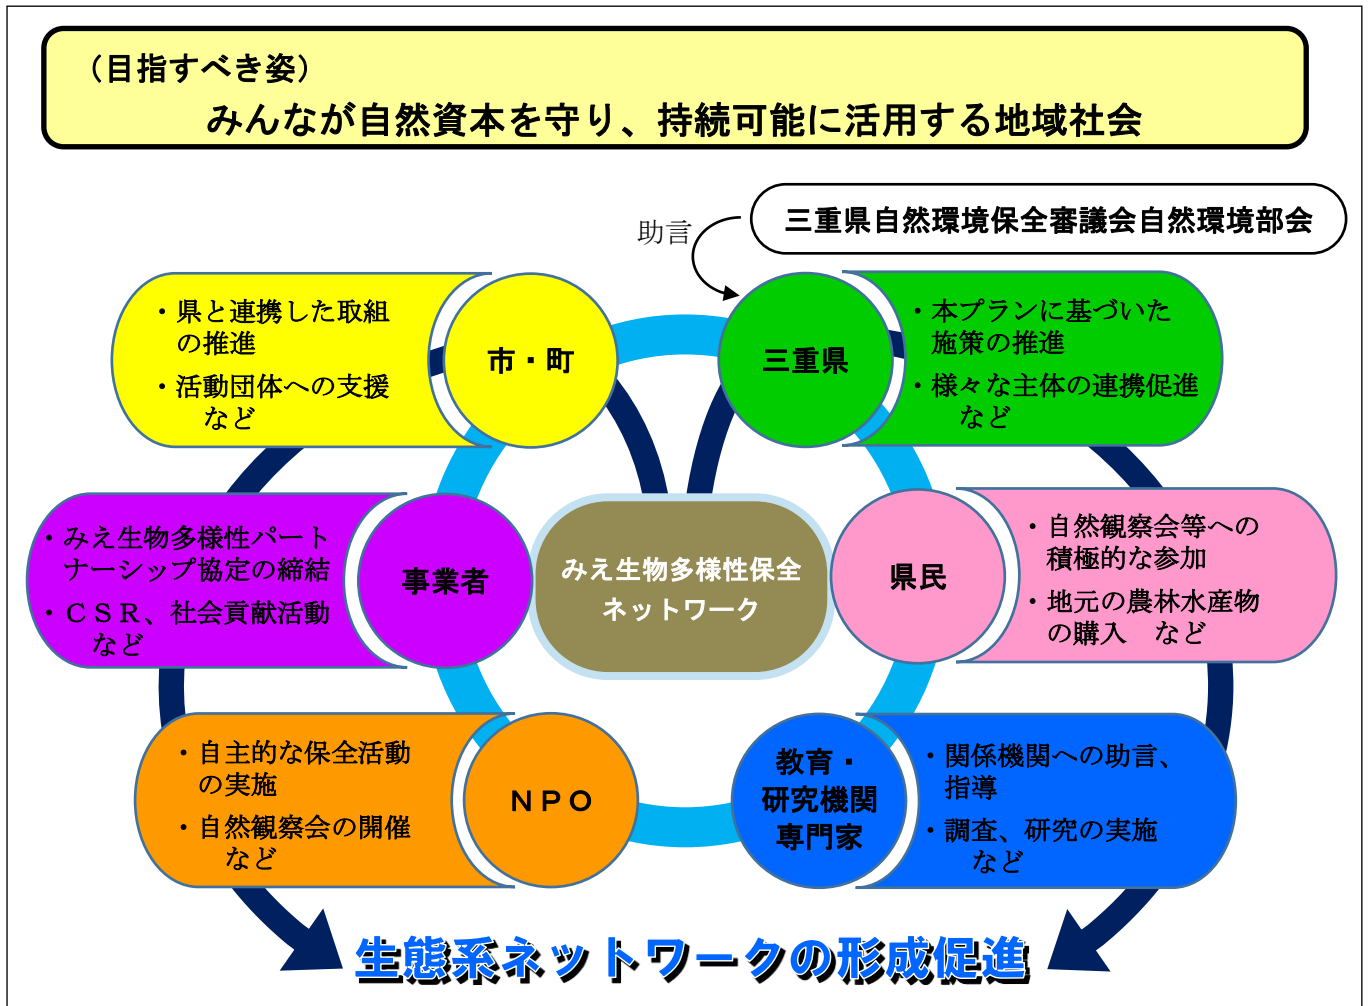 （目指すべき姿）
みんなが自然資本を守り、持続可能に活用する地域社会
三重県自然環境保全審議会自然環境部会
助言
・県と連携した取組
の推進
・活動団体への支援
など
市・町
三重県
・本プランに基づいた
施策の推進
・様々な主体の連携促進
など
・みえ生物多様性パート
ナーシップ協定の締結
・ＣＳＲ、社会貢献活動
など
事業者
みえ生物多様性保全
ネットワーク
県民
・自然観察会等への
積極的な参加
・地元の農林水産物
の購入　など
・自主的な保全活動
の実施
・自然観察会の開催
など
ＮＰＯ
教育・
研究機関
専門家
・関係機関への助言、
指導
・調査、研究の実施
など
生態系ネットワークの形成促進